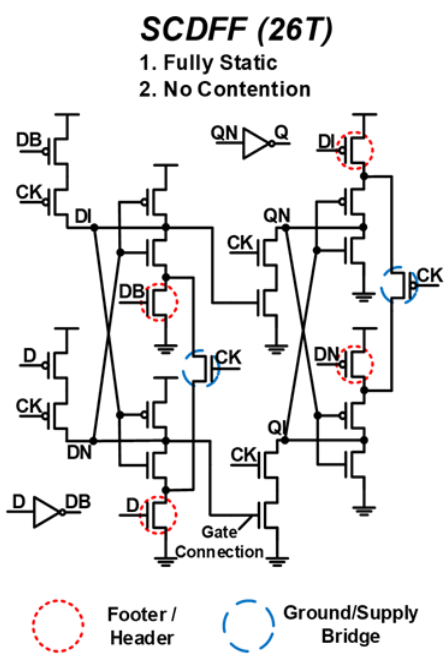 SCDFF (26T)
1. Fully Static
2. No Contention
DB
QN
Q
DI
CK
DI
QN
CK
CK
DB
D
CK
DN
CK
DN
QI
CK
D
DB
D
Gate
Connection
Footer /
Header
Ground/Supply
Bridge